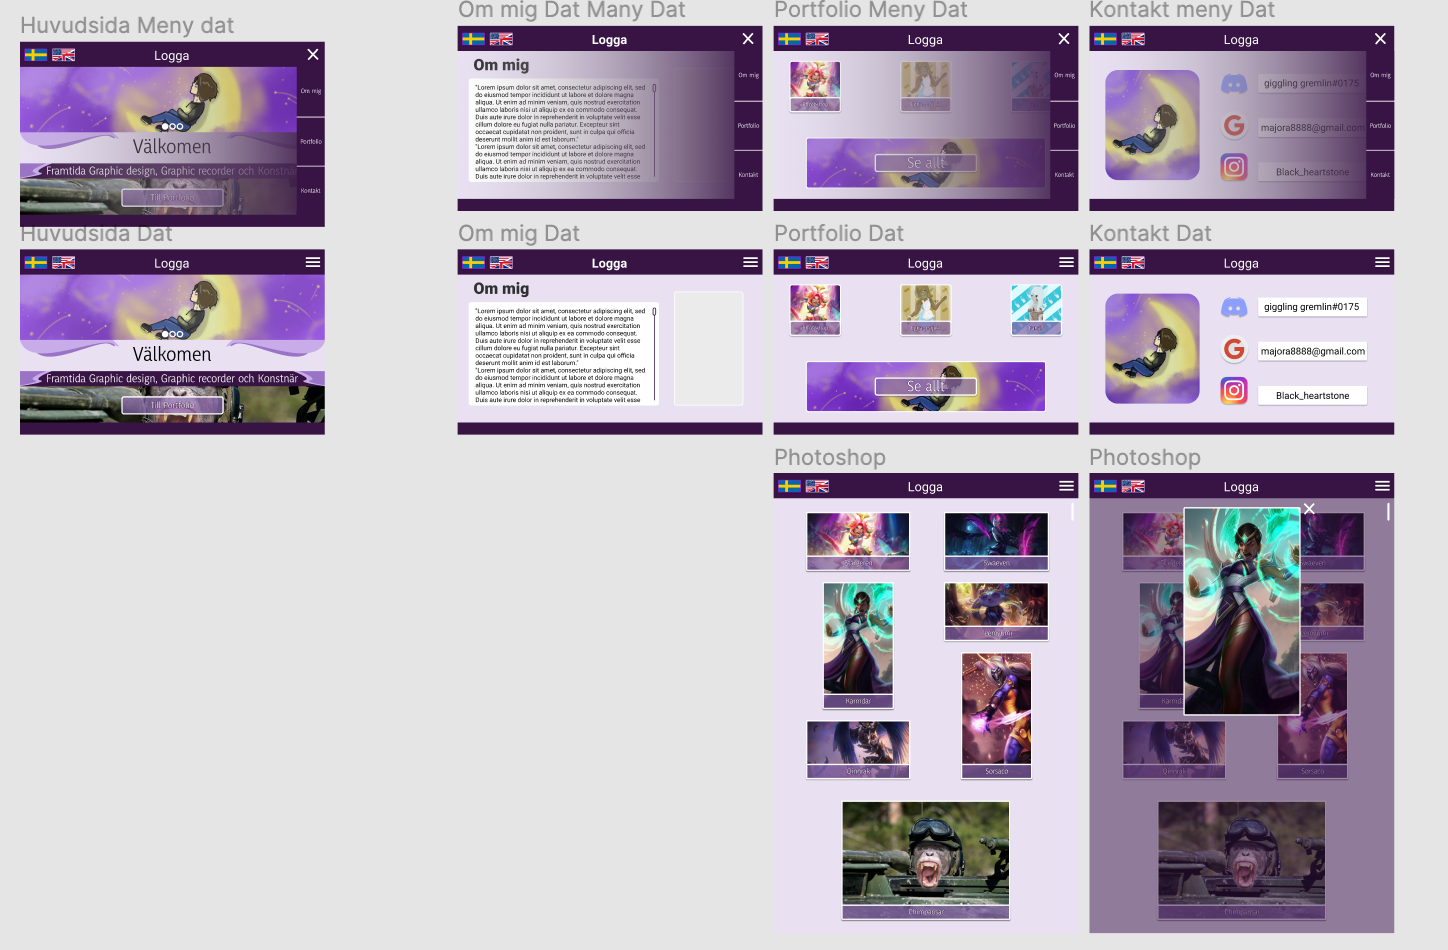 Huvudsida Meny dat
Logga
Om mig
Välkomen
Portfolio
Framtida Graphic design, Graphic recorder och Konstnär
Till Portfolio
Kontakt
Om mig Dat Many Dat
Logga
Om mig
"Lorem ipsum dolor sit amet, consectetur adipiscing elit, sed
do eiusmod tempor incididunt ut labore et dolore magna
aliqua. Ut enim ad minim veniam, quis nostrud exercitation
ullamco laboris nisi ut aliquip ex ea commodo consequat.
Duis aute irure dolor in reprehenderit in voluptate velit esse
cillum dolore eu fugiat nulla pariatur. Excepteur sint
occaecat cupidatat non proident, sunt in culpa qui officia
deserunt mollit anim id est laborum."
"Lorem ipsum dolor sit amet, consectetur adipiscing elit, sed
do eiusmod tempor incididunt ut labore et dolore magna
aliqua. Ut enim ad minim veniam, quis nostrud exercitation
ullamco laboris nisi ut aliquip ex ea commodo consequat.
Duis aute irure dolor in reprehenderit in voluptate velit esse
Om mig
Portfolio
Kontakt
Portfolio Meny Dat
Logga
Se allt
Om mig
Portfolio
Kontakt
Kontakt meny Dat
Logga
giggling gremlin#0175
majora8888@gmail.com
Black_heartstone
Om mig
Portfolio
Kontakt
Huvudsida Dat
Logga
Välkomen
Framtida Graphic design, Graphic recorder och Konstnär
Till Portfolio
Om mig Dat
Logga
Om mig
"Lorem ipsum dolor sit amet, consectetur adipiscing elit, sed
do eiusmod tempor incididunt ut labore et dolore magna
aliqua. Ut enim ad minim veniam, quis nostrud exercitation
ullamco laboris nisi ut aliquip ex ea commodo consequat.
Duis aute irure dolor in reprehenderit in voluptate velit esse
cillum dolore eu fugiat nulla pariatur. Excepteur sint
occaecat cupidatat non proident, sunt in culpa qui officia
deserunt mollit anim id est laborum."
"Lorem ipsum dolor sit amet, consectetur adipiscing elit, sed
do eiusmod tempor incididunt ut labore et dolore magna
aliqua. Ut enim ad minim veniam, quis nostrud exercitation
ullamco laboris nisi ut aliquip ex ea commodo consequat.
Duis aute irure dolor in reprehenderit in voluptate velit esse
Portfolio Dat
Logga
Se allt
Kontakt Dat
Logga
giggling gremlin#0175
majora8888@gmail.com
Black_heartstone
Photoshop
Logga
Swaeven
Karmdar
Qinnrak
Sorsaco
Photoshop
Logga
Sorsaco